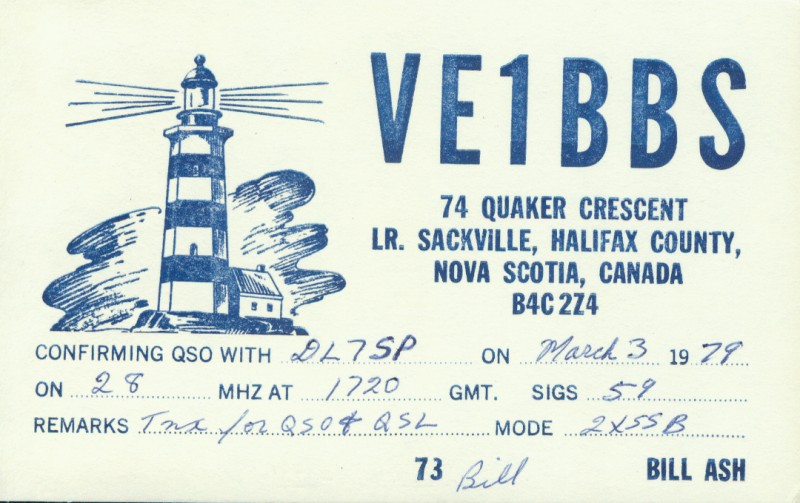 VE1BBS
74 QUAKER CRESCENT
LR. SACKVILLE, HALIFAX COUNTY,
NOVA SCOTIA, CANADA
B4C 2Z4
CONFIRMING QSO WITH DL7SP ON March 3 1979
ON 28 MHZ AT 1720 GMT. SIGS 59
REMARKS Tnx for QSO & QSL MODE 2XSSB
73 Bill BILL ASH